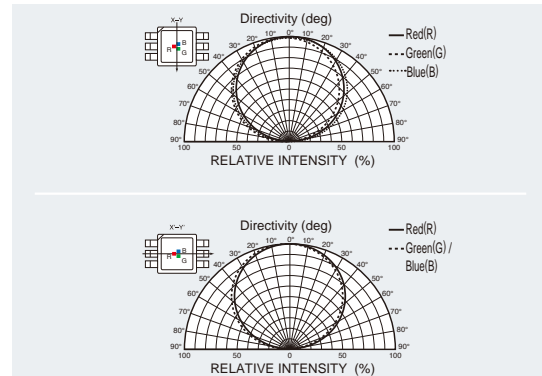 X–Y
R B
G
Directivity (deg)
Red(R)
Green(G)
Blue(B)
0°
10° 10°
20° 20°
30° 30°
40° 40°
50° 50°
60° 60°
70° 70°
80° 80°
90° 90°
100 50 0 50 100
RELATIVE INTENSITY (%)
X'–Y'
R B
G
Directivity (deg)
Red(R)
Green(G) /
Blue(B)
0°
10° 10°
20° 20°
30° 30°
40° 40°
50° 50°
60° 60°
70° 70°
80° 80°
90° 90°
100 50 0 50 100
RELATIVE INTENSITY (%)